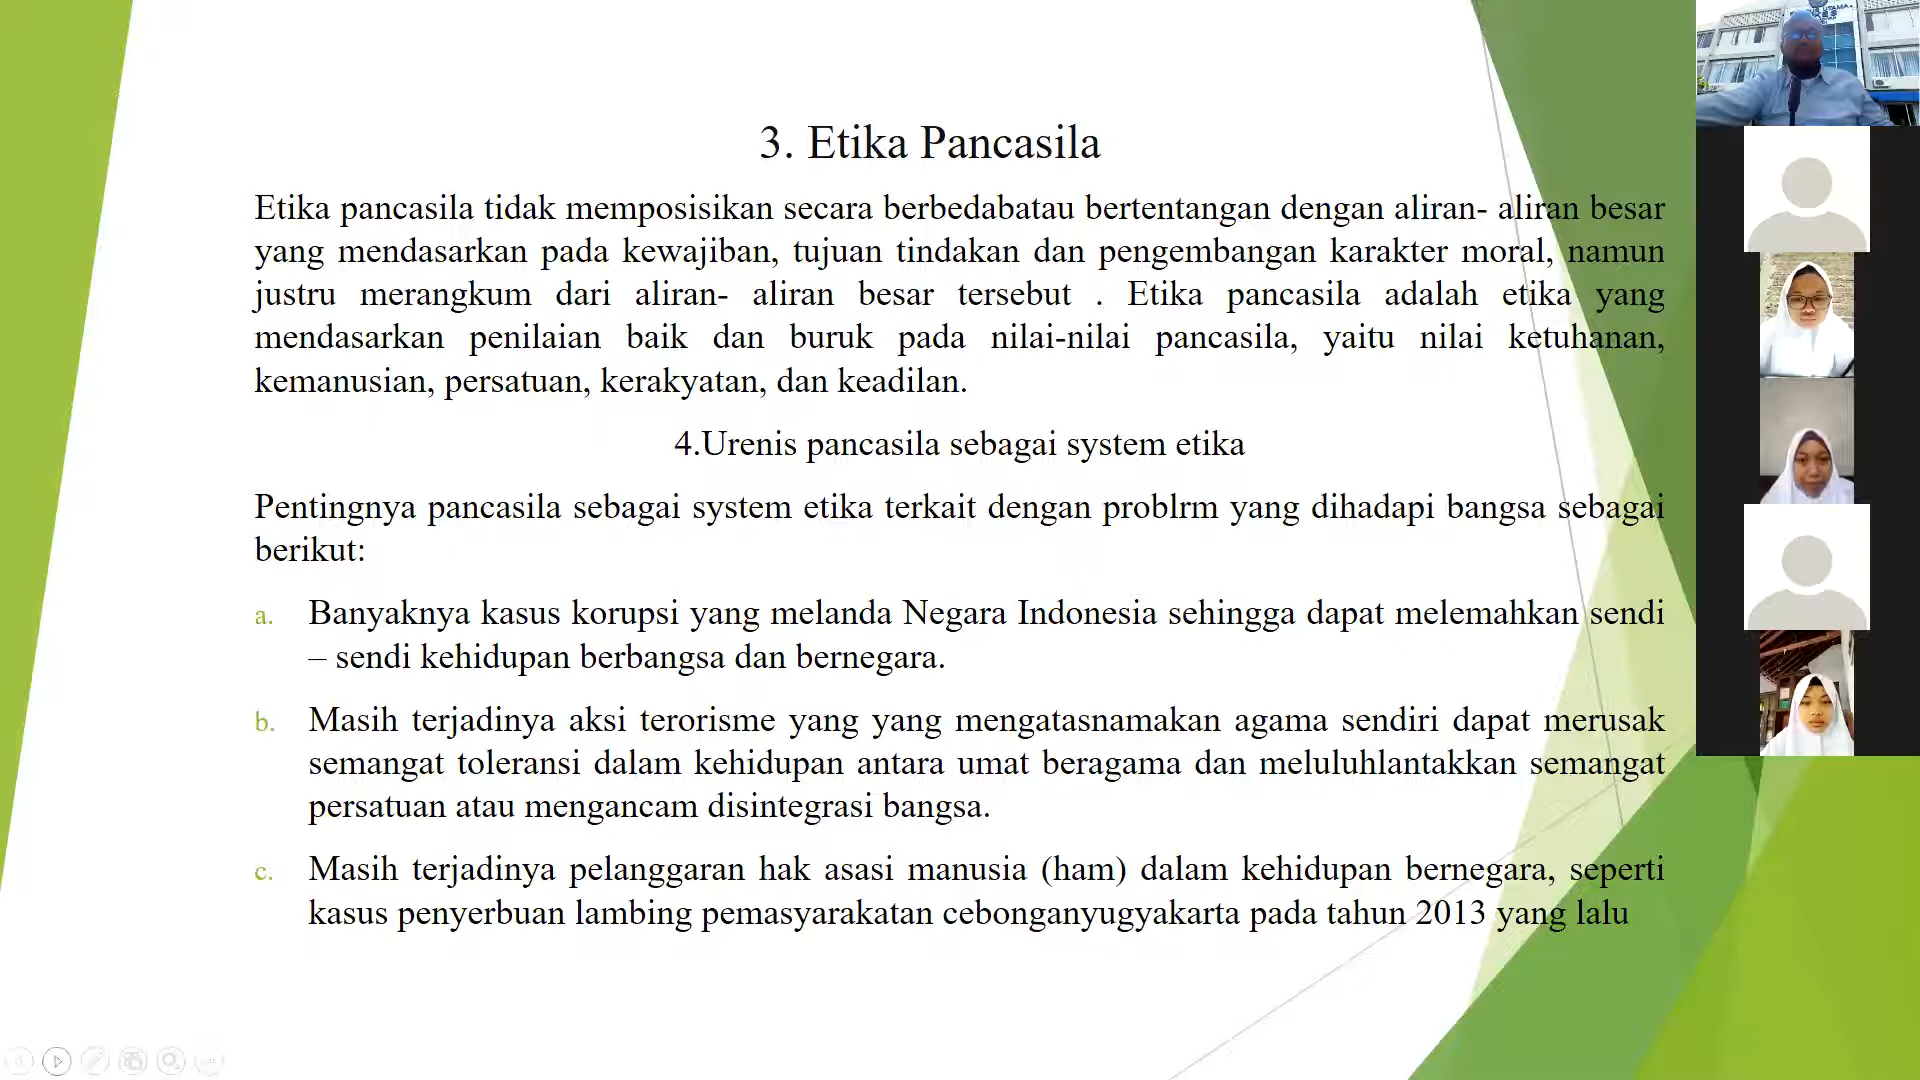 3. Etika Pancasila
Etika pancasila tidak memposisikan secara berbedabatau bertentangan dengan aliran- aliran besar
yang mendasarkan pada kewajiban, tujuan tindakan dan pengembangan karakter moral, namun
justru merangkum dari aliran- aliran besar tersebut . Etika pancasila adalah etika yang
mendasarkan penilaian baik dan buruk pada nilai-nilai pancasila, yaitu nilai ketuhanan,
kemanusian, persatuan, kerakyatan, dan keadilan.
4.Urenis pancasila sebagai system etika
Pentingnya pancasila sebagai system etika terkait dengan problrm yang dihadapi bangsa sebagai
berikut:
a. Banyaknya kasus korupsi yang melanda Negara Indonesia sehingga dapat melemahkan sendi
– sendi kehidupan berbangsa dan bernegara.
b. Masih terjadinya aksi terorisme yang yang mengatasnamakan agama sendiri dapat merusak
semangat toleransi dalam kehidupan antara umat beragama dan meluluhlantakkan semangat
persatuan atau mengancam disintegrasi bangsa.
c. Masih terjadinya pelanggaran hak asasi manusia (ham) dalam kehidupan bernegara, seperti
kasus penyerbuan lambing pemasyarakatan cebonganyugyakarta pada tahun 2013 yang lalu